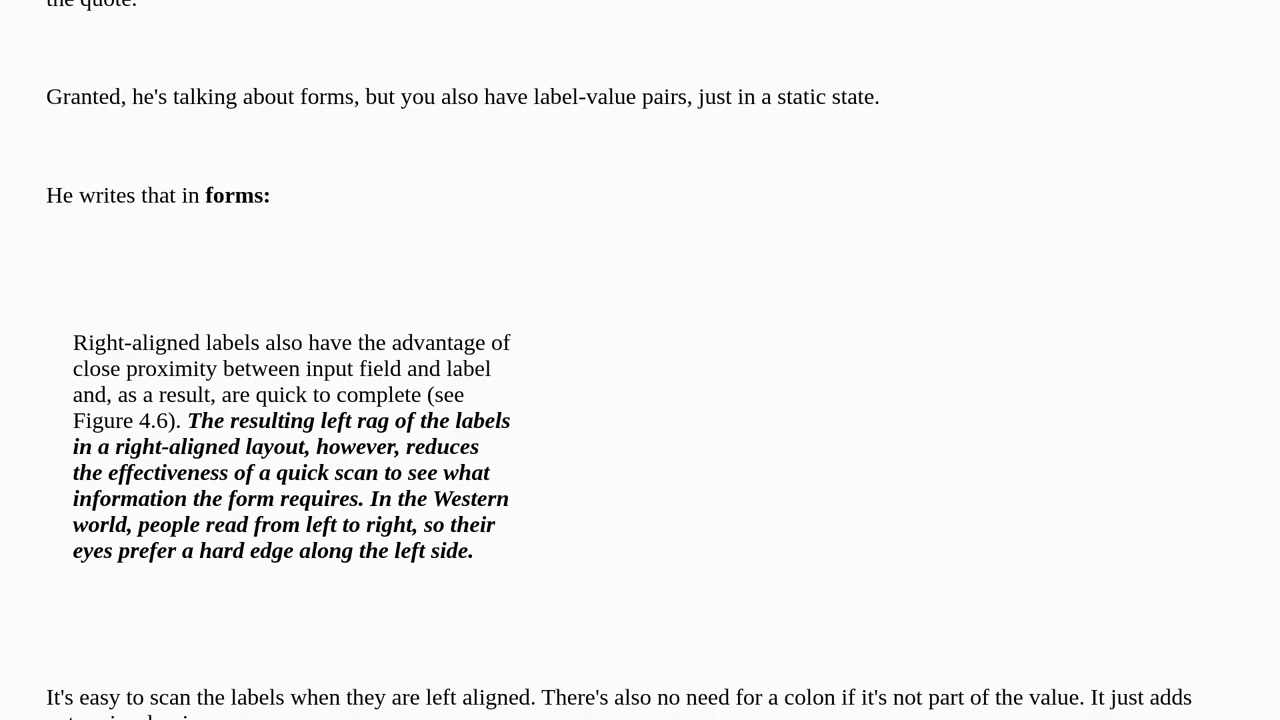 the quote.
Granted, he's talking about forms, but you also have label-value pairs, just in a static state.
He writes that in forms:
Right-aligned labels also have the advantage of
close proximity between input field and label
and, as a result, are quick to complete (see
Figure 4.6). The resulting left rag of the labels
in a right-aligned layout, however, reduces
the effectiveness of a quick scan to see what
information the form requires. In the Western
world, people read from left to right, so their
eyes prefer a hard edge along the left side.
It's easy to scan the labels when they are left aligned. There's also no need for a colon if it's not part of the value. It just adds